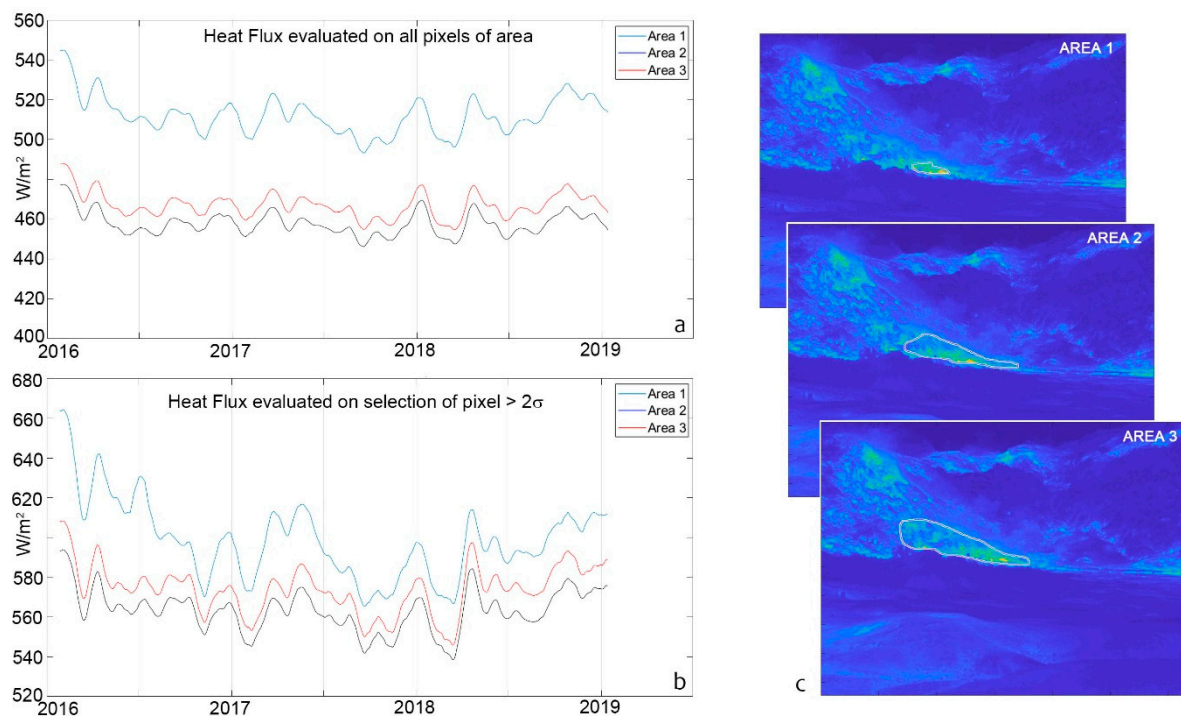 Heat Flux evaluated on all pixels of area
Area 1
Area 2
Area 3
560
540
520
500
480
460
440
420
400
W/m²
2016
2017
2018
2019
a
Heat Flux evaluated on selection of pixel > 2σ
Area 1
Area 2
Area 3
680
660
640
620
600
580
560
540
520
W/m²
2016
2017
2018
2019
b
AREA 1
AREA 2
AREA 3
c